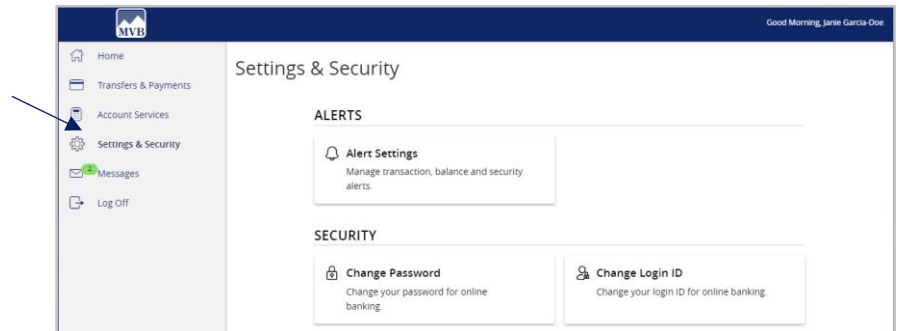 MVB
Good Morning, Janie Garcia-Doe
Home
Transfers & Payments
Account Services
Settings & Security
2
Messages
Log Off
Settings & Security
ALERTS
Alert Settings
Manage transaction, balance and security
alerts.
SECURITY
Change Password
Change your password for online
banking.
Change Login ID
Change your login ID for online banking.